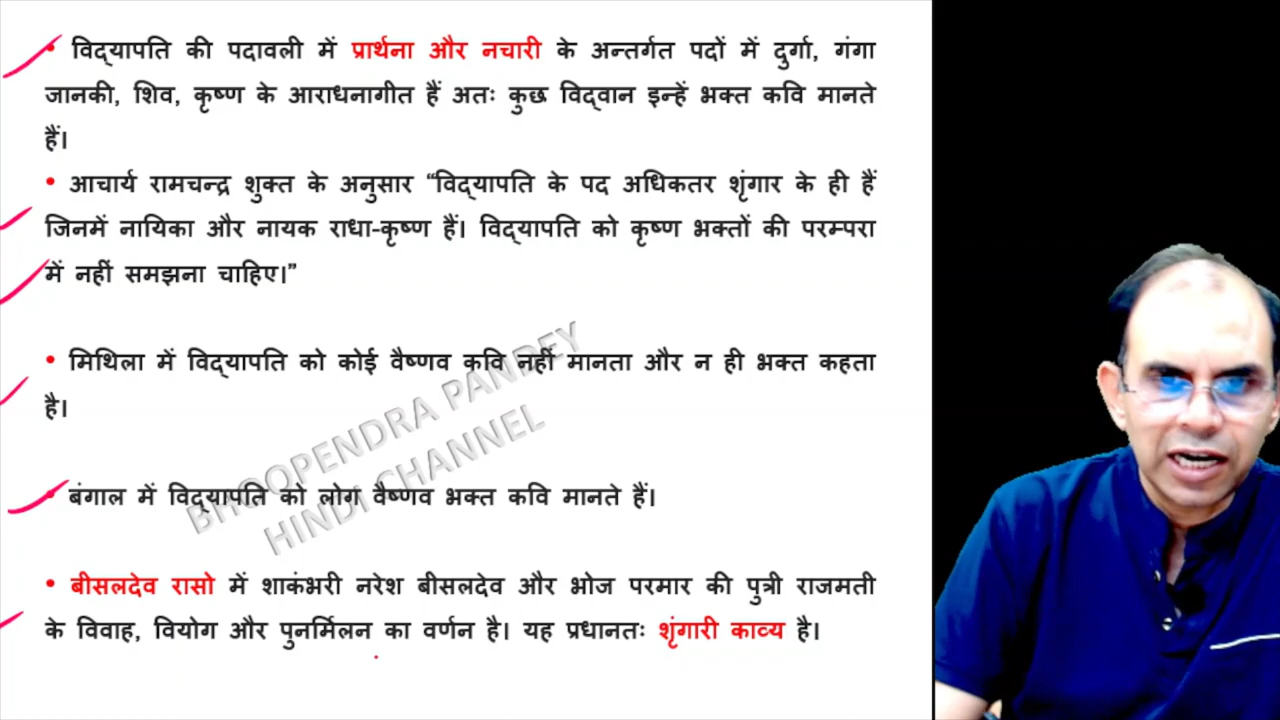 • विद्यापति की पदावली में प्रार्थना और नचारी के अन्तर्गत पदों में दुर्गा, गंगा
जानकी, शिव, कृष्ण के आराधनागीत हैं अतः कुछ विद्वान इन्हें भक्त कवि मानते
हैं।
• आचार्य रामचन्द्र शुक्त के अनुसार “विद्यापति के पद अधिकतर शृंगार के ही हैं
जिनमें नायिका और नायक राधा-कृष्ण हैं। विद्यापति को कृष्ण भक्तों की परम्परा
में नहीं समझना चाहिए।”
• मिथिला में विद्यापति को कोई वैष्णव कवि नहीं मानता और न ही भक्त कहता
है।
• बंगाल में विद्यापति को लोग वैष्णव भक्त कवि मानते हैं।
• बीसलदेव रासो में शाकंभरी नरेश बीसलदेव और भोज परमार की पुत्री राजमती
के विवाह, वियोग और पुनर्मिलन का वर्णन है। यह प्रधानतः शृंगारी काव्य है।
BHOOPENDRA PANDEY
HINDI CHANNEL